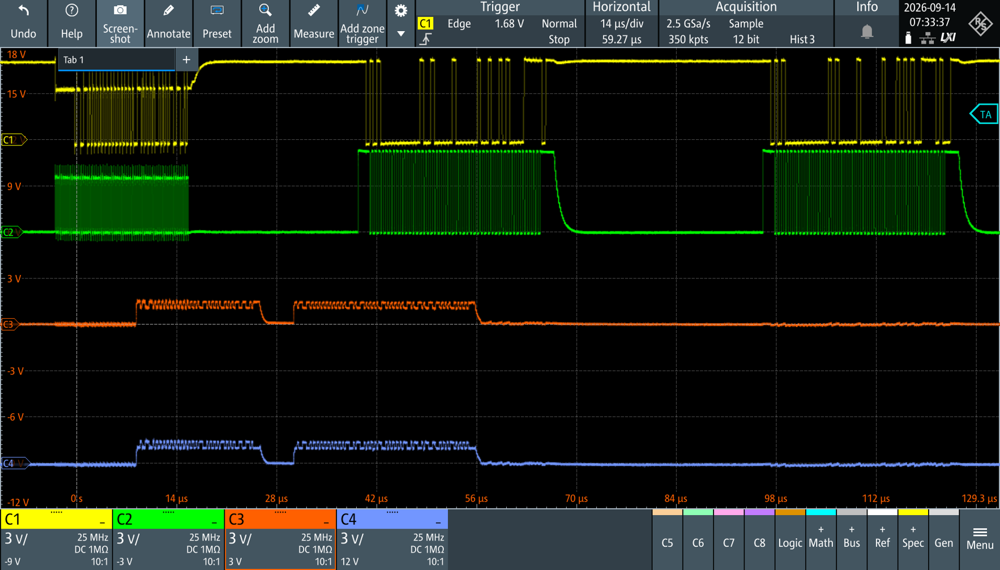 Undo
Help
Screen-
shot
Annotate
Preset
Add
zoom
Measure
Add zone
trigger
Trigger
C1 Edge 1.68 V Normal
Stop
Horizontal
14 µs/div
59.27 µs
Acquisition
2.5 GSa/s Sample
350 kpts 12 bit Hist 3
Info
2026-09-14
07:33:37
LXI
R S
Tab 1 +
18 V
15 V
TA
C1
9 V
C2
3 V
C3
-3 V
-6 V
C4
-12 V
0 s 14 µs 28 µs 42 µs 56 µs 70 µs 84 µs 98 µs 112 µs 129.3 µs
C1
3 V/ 25 MHz
DC 1MΩ
-9 V 10:1
C2
3 V/ 25 MHz
DC 1MΩ
-3 V 10:1
C3
3 V/ 25 MHz
DC 1MΩ
3 V 10:1
C4
3 V/ 25 MHz
DC 1MΩ
12 V 10:1
C5
C6
C7
C8
Logic
+ Math
+ Bus
+ Ref
+ Spec
Gen
Menu